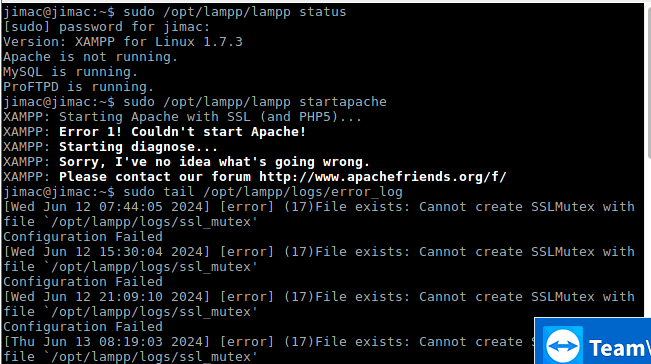 jimac@jimac:~$ sudo /opt/lampp/lampp status
[sudo] password for jimac:
Version: XAMPP for Linux 1.7.3
Apache is not running.
MySQL is running.
ProFTPD is running.
jimac@jimac:~$ sudo /opt/lampp/lampp startapache
XAMPP: Starting Apache with SSL (and PHP5)...
XAMPP: Error 1! Couldn't start Apache!
XAMPP: Starting diagnose...
XAMPP: Sorry, I've no idea what's going wrong.
XAMPP: Please contact our forum http://www.apachefriends.org/f/
jimac@jimac:~$ sudo tail /opt/lampp/logs/error_log
[Wed Jun 12 07:44:05 2024] [error] (17)File exists: Cannot create SSLMutex with
file `/opt/lampp/logs/ssl_mutex'
Configuration Failed
[Wed Jun 12 15:30:04 2024] [error] (17)File exists: Cannot create SSLMutex with
file `/opt/lampp/logs/ssl_mutex'
Configuration Failed
[Wed Jun 12 21:09:10 2024] [error] (17)File exists: Cannot create SSLMutex with
file `/opt/lampp/logs/ssl_mutex'
Configuration Failed
[Thu Jun 13 08:19:03 2024] [error] (17)File exists: Cannot create S
file `/opt/lampp/logs/ssl_mutex'
Team